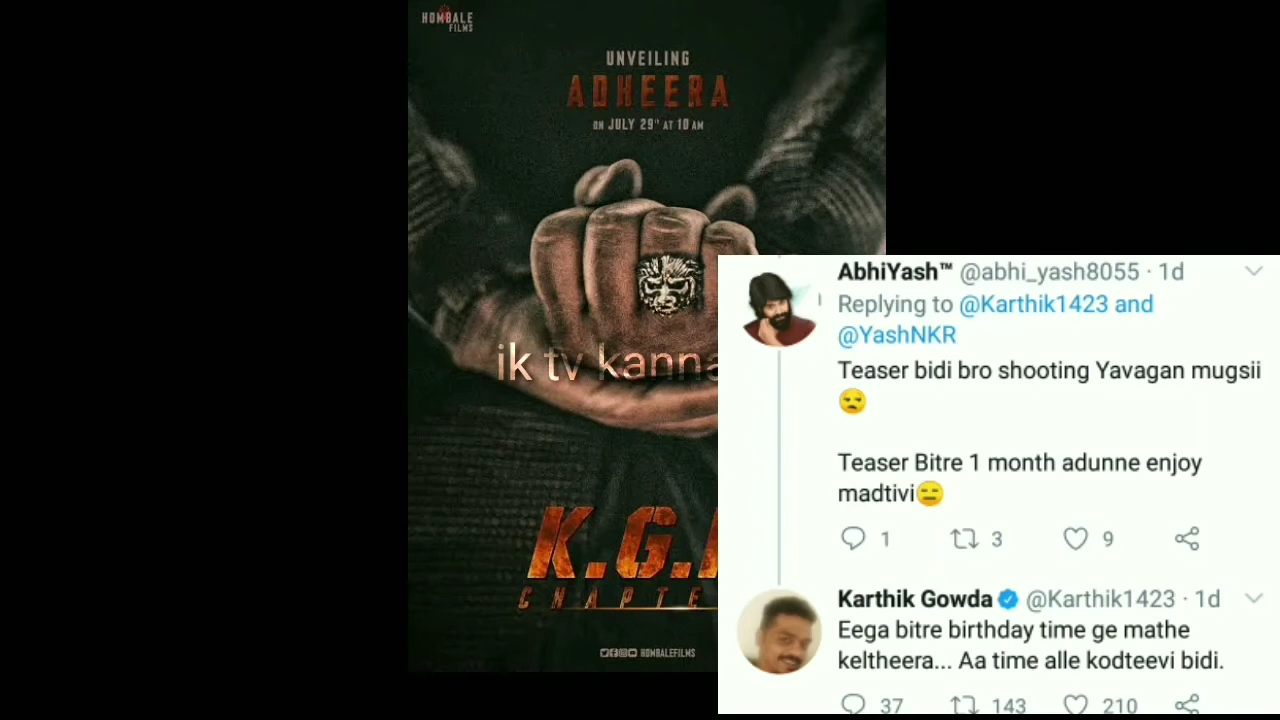 HOMBALE
FILMS
UNVEILING
ADHEERA
ON JULY 29TH AT 10 AM
ik tv kanna
K.G.
CHAPTE
HOMBALEFILMS
AbhiYash™ @abhi_yash8055 · 1d
Replying to @Karthik1423 and
@YashNKR
Teaser bidi bro shooting Yavagan mugsii
😒
Teaser Bitre 1 month adunne enjoy
madtivi😑
1 3 9
Karthik Gowda @Karthik1423 · 1d
Eega bitre birthday time ge mathe
keltheera... Aa time alle kodteevi bidi.
37 143 210